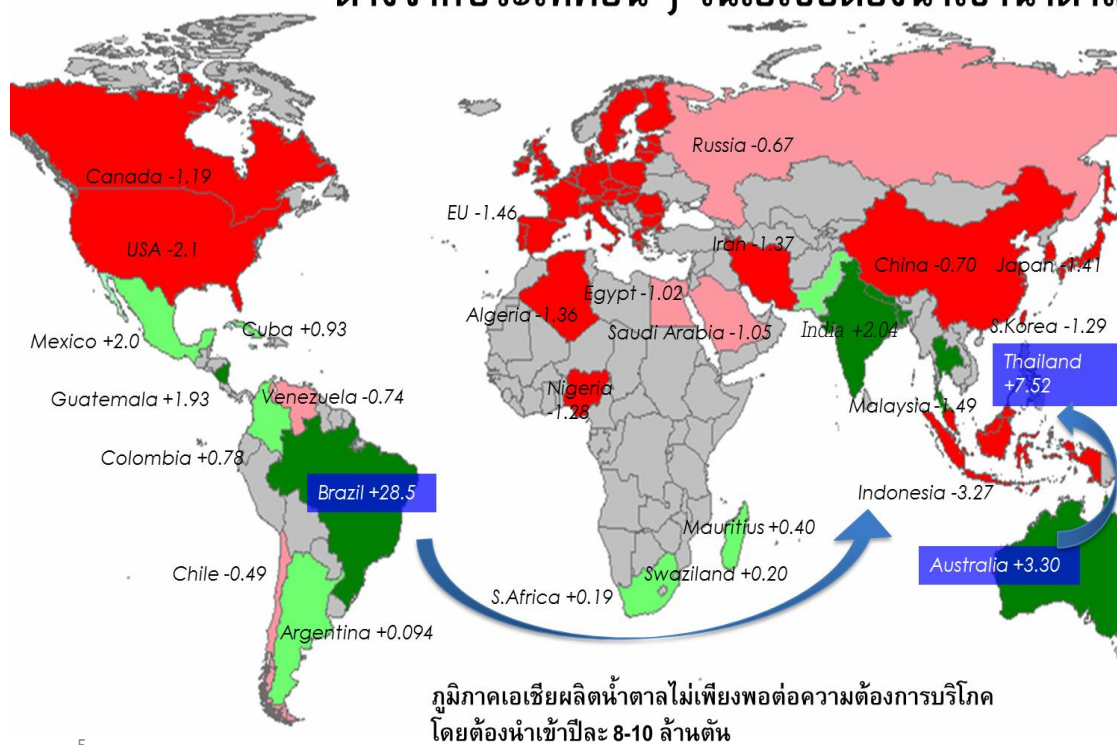 Canada -1.19
USA -2.1
Mexico +2.0
Cuba +0.93
Guatemala +1.93
Venezuela -0.74
Colombia +0.78
Brazil +28.5
Chile -0.49
Argentina +0.094
EU -1.46
Russia -0.67
Iran -1.37
China -0.70
Japan -1.41
Egypt -1.02
Algeria -1.36
Saudi Arabia -1.05
India +2.04
S.Korea -1.29
Thailand
+7.52
Nigeria
-1.28
Malaysia -1.49
Indonesia -3.27
Mauritius +0.40
Swaziland +0.20
S.Africa +0.19
Australia +3.30
ภูมิภาคเอเชียผลิตน้ำตาลไม่เพียงพอต่อความต้องการบริโภค
โดยต้องนำเข้าปีละ 8-10 ล้านตัน